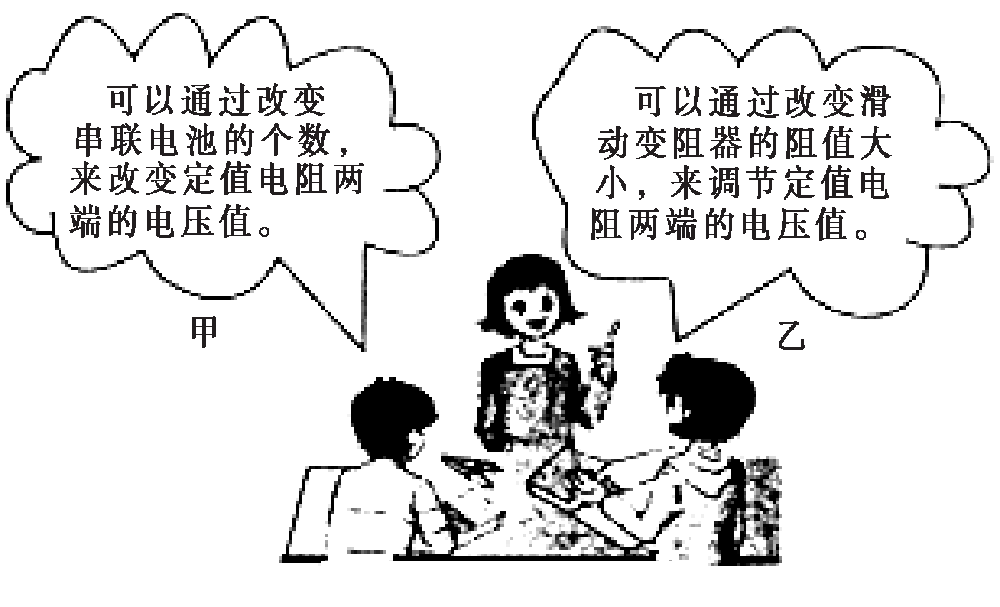 可以通过改变
串联电池的个数，
来改变定值电阻两
端的电压值。
甲
可以通过改变滑
动变阻器的阻值大
小，来调节定值电
阻两端的电压值。
乙